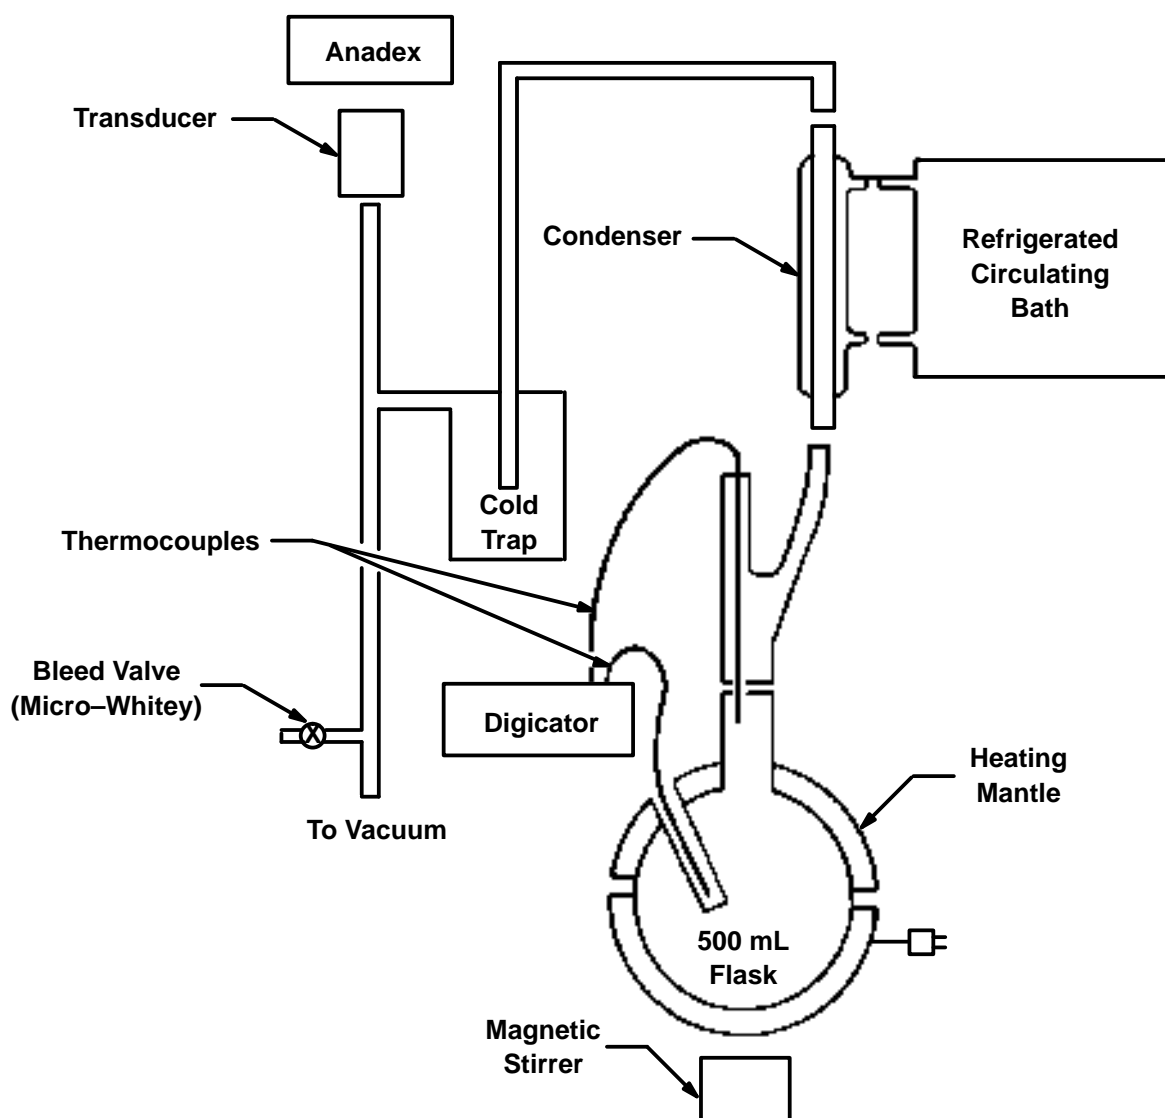 Anadex
Transducer
Condenser
Refrigerated
Circulating
Bath
Cold
Trap
Thermocouples
Bleed Valve
(Micro–Whitey)
X
Digicator
To Vacuum
Heating
Mantle
500 mL
Flask
Magnetic
Stirrer